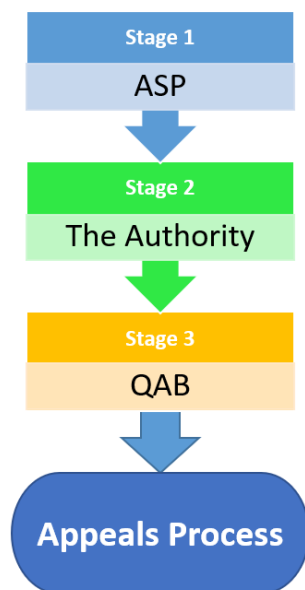 Stage 1
ASP
Stage 2
The Authority
Stage 3
QAB
Appeals Process